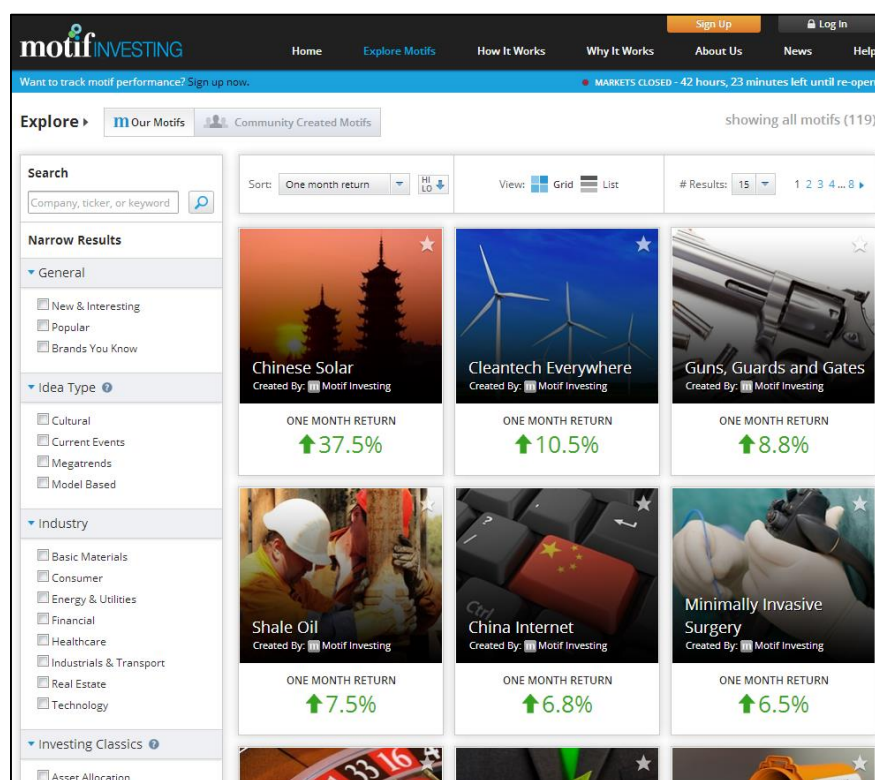 Sign Up
Log In
motif INVESTING
Home Explore Motifs How It Works Why It Works About Us News Help
Want to track motif performance? Sign up now.
MARKETS CLOSED - 42 hours, 23 minutes left until re-open
Explore
m Our Motifs
Community Created Motifs
showing all motifs (119)
Search
Company, ticker, or keyword
Narrow Results
General
New & Interesting
Popular
Brands You Know
Idea Type ?
Cultural
Current Events
Megatrends
Model Based
Industry
Basic Materials
Consumer
Energy & Utilities
Financial
Healthcare
Industrials & Transport
Real Estate
Technology
Investing Classics ?
Asset Allocation
Sort: One month return HI LO
View: Grid List
# Results: 15 1 2 3 4 ... 8
Chinese Solar
Created By: m Motif Investing
ONE MONTH RETURN
37.5%
Cleantech Everywhere
Created By: m Motif Investing
ONE MONTH RETURN
10.5%
Guns, Guards and Gates
Created By: m Motif Investing
ONE MONTH RETURN
8.8%
Shale Oil
Created By: m Motif Investing
ONE MONTH RETURN
7.5%
?
/
Ctrl
China Internet
Created By: m Motif Investing
ONE MONTH RETURN
6.8%
Minimally Invasive
Surgery
Created By: m Motif Investing
ONE MONTH RETURN
6.5%
33 16